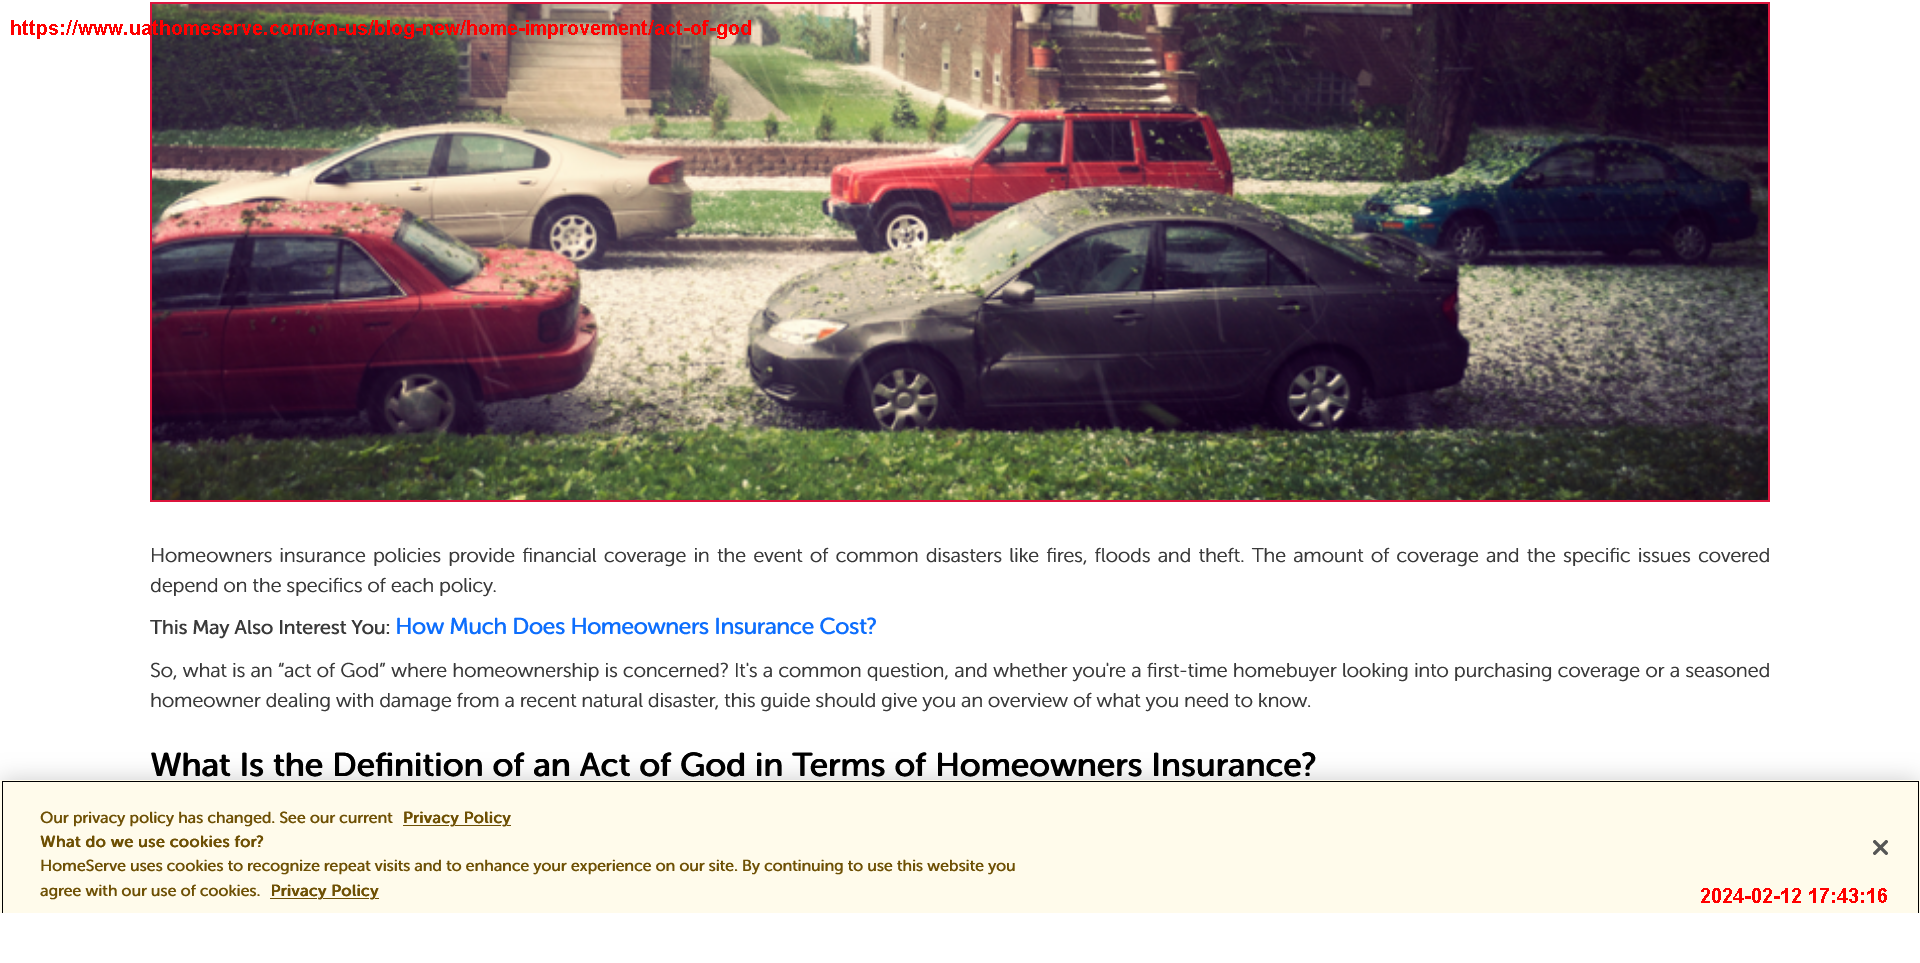 https://www.uathomeserve.com/en-us/blog-new/home-improvement/act-of-god
Homeowners insurance policies provide financial coverage in the event of common disasters like fires, floods and theft. The amount of coverage and the specific issues covered
depend on the specifics of each policy.
This May Also Interest You: How Much Does Homeowners Insurance Cost?
So, what is an “act of God” where homeownership is concerned? It's a common question, and whether you're a first-time homebuyer looking into purchasing coverage or a seasoned
homeowner dealing with damage from a recent natural disaster, this guide should give you an overview of what you need to know.
What Is the Definition of an Act of God in Terms of Homeowners Insurance?
Our privacy policy has changed. See our current Privacy Policy
What do we use cookies for?
HomeServe uses cookies to recognize repeat visits and to enhance your experience on our site. By continuing to use this website you
agree with our use of cookies. Privacy Policy
2024-02-12 17:43:16